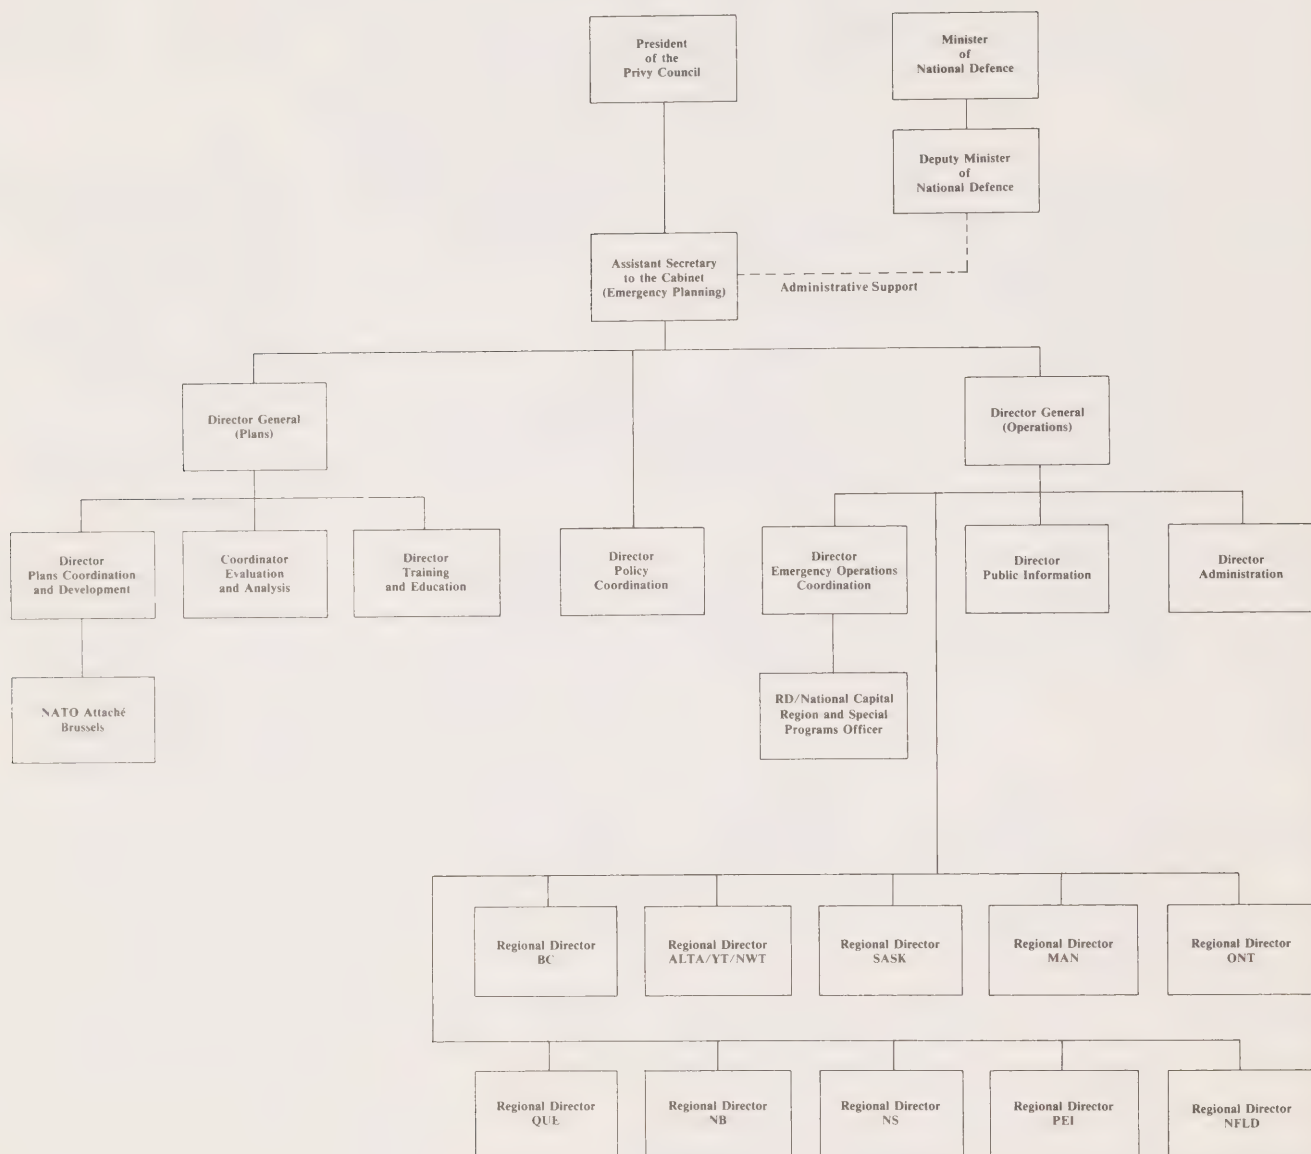 President
of the
Privy Council
Minister
of
National Defence
Deputy Minister
of
National Defence
Assistant Secretary
to the Cabinet
(Emergency Planning)
Administrative Support
Director General
(Plans)
Director General
(Operations)
Director
Plans Coordination
and Development
Coordinator
Evaluation
and Analysis
Director
Training
and Education
Director
Policy
Coordination
Director
Emergency Operations
Coordination
Director
Public Information
Director
Administration
NATO Attaché
Brussels
RD/National Capital
Region and Special
Programs Officer
Regional Director
BC
Regional Director
ALTA/YT/NWT
Regional Director
SASK
Regional Director
MAN
Regional Director
ONT
Regional Director
QUE
Regional Director
NB
Regional Director
NS
Regional Director
PEI
Regional Director
NFLD